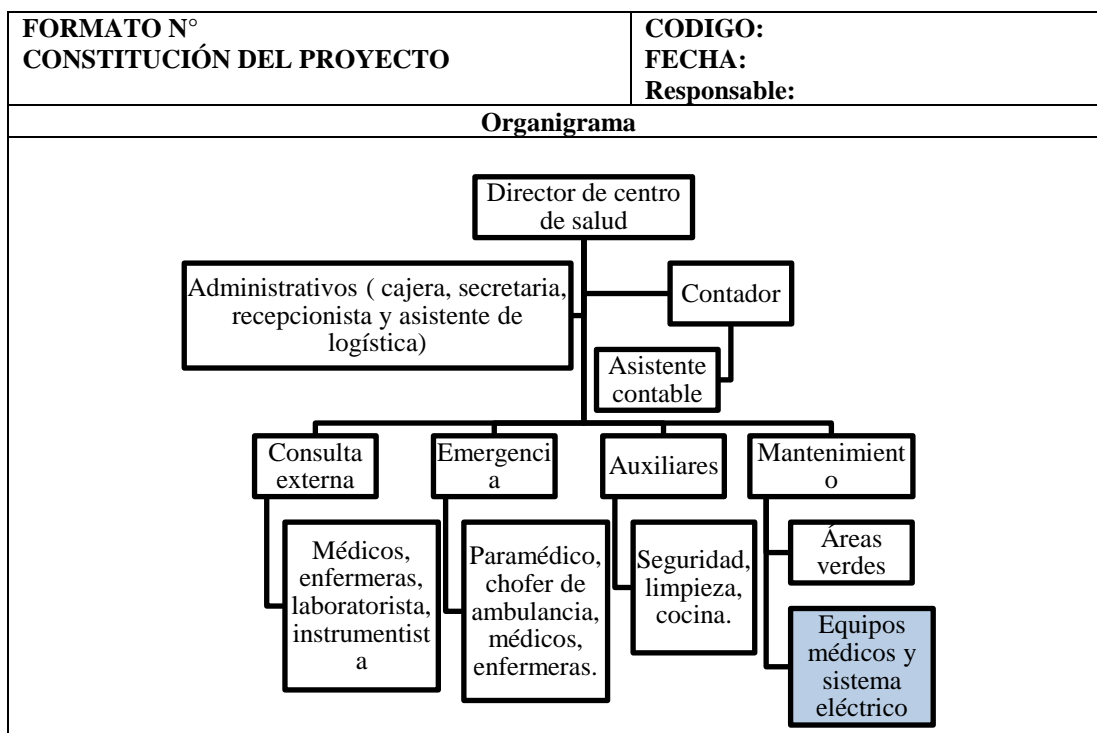 FORMATO N°
CONSTITUCIÓN DEL PROYECTO
CODIGO:
FECHA:
Responsable:
Organigrama
Director de centro
de salud
Administrativos ( cajera, secretaria,
recepcionista y asistente de
logística)
Contador
Asistente
contable
Consulta
externa
Emergenci
a
Auxiliares
Mantenimient
o
Médicos,
enfermeras,
laboratorista,
instrumentist
a
Paramédico,
chofer de
ambulancia,
médicos,
enfermeras.
Seguridad,
limpieza,
cocina.
Áreas
verdes
Equipos
médicos y
sistema
eléctrico